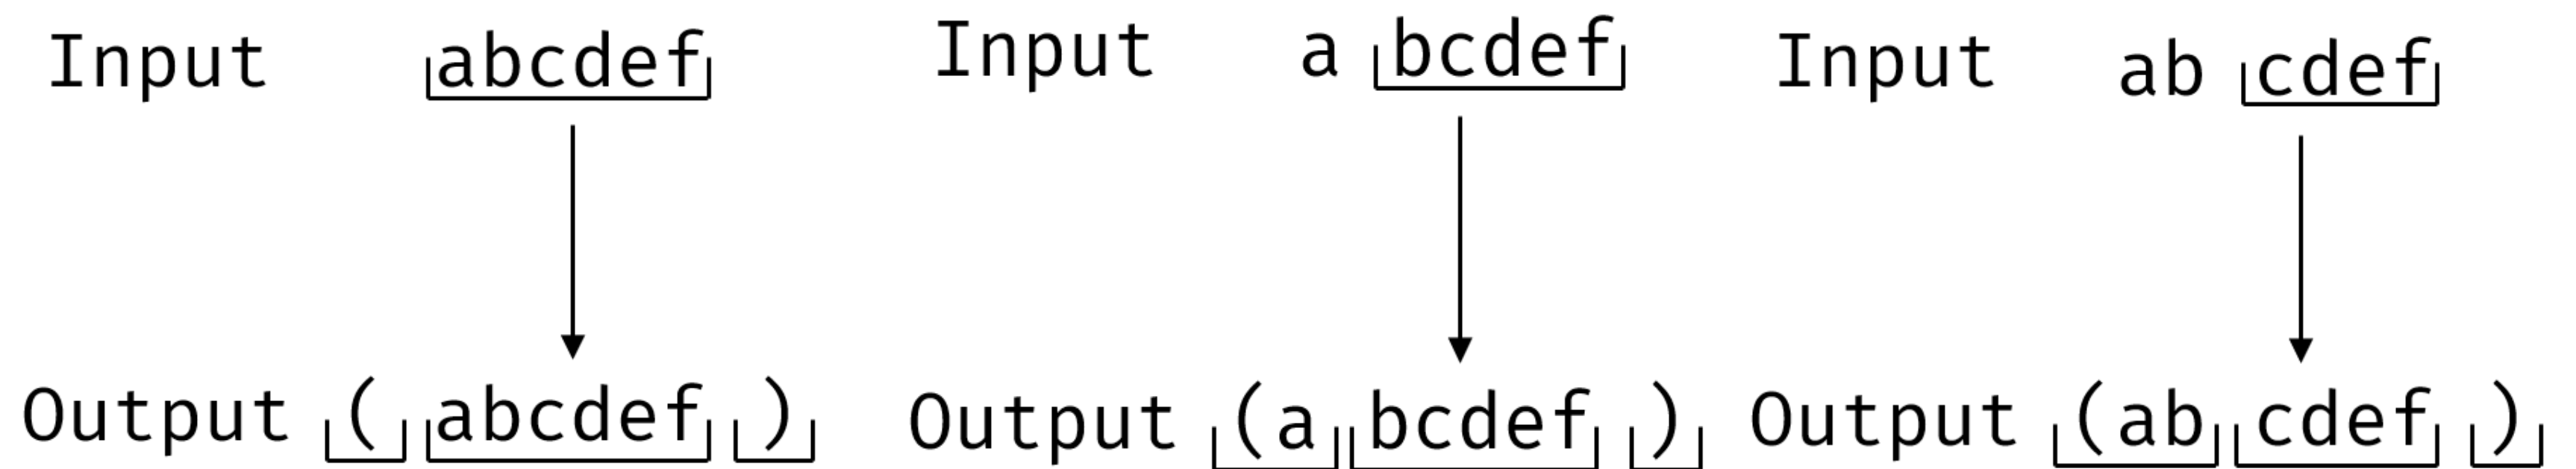 Input abcdef Input a bcdef Input ab cdef
Output ( abcdef ) Output (a bcdef ) Output (ab cdef )